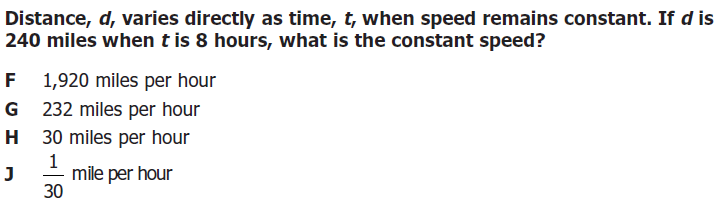 Distance, d, varies directly as time, t, when speed remains constant. If d is
240 miles when t is 8 hours, what is the constant speed?
F 1,920 miles per hour
G 232 miles per hour
H 30 miles per hour
J 1/30 mile per hour